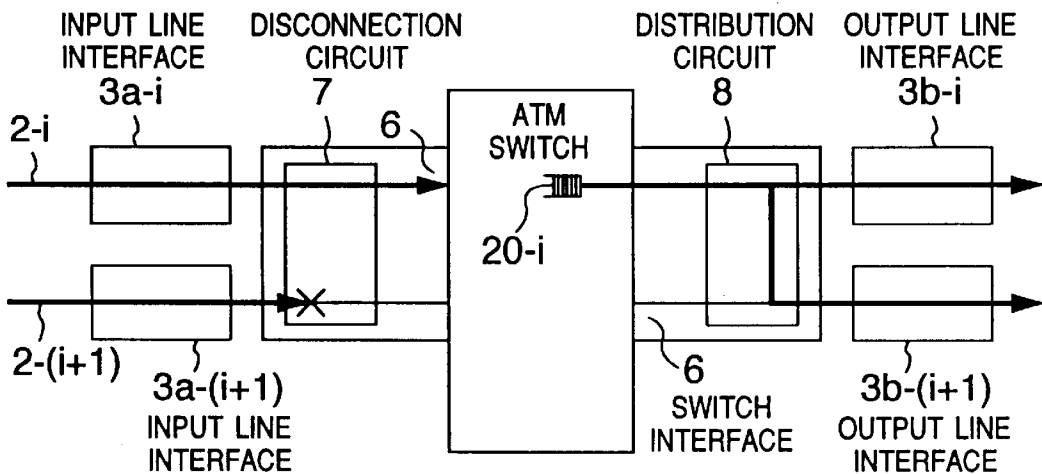 INPUT LINE
INTERFACE
3a-i
DISCONNECTION
CIRCUIT
7
DISTRIBUTION
CIRCUIT
8
OUTPUT LINE
INTERFACE
3b-i
2-i
6
ATM
SWITCH
20-i
2-(i+1)
3a-(i+1)
INPUT LINE
INTERFACE
6
SWITCH
INTERFACE
3b-(i+1)
OUTPUT LINE
INTERFACE